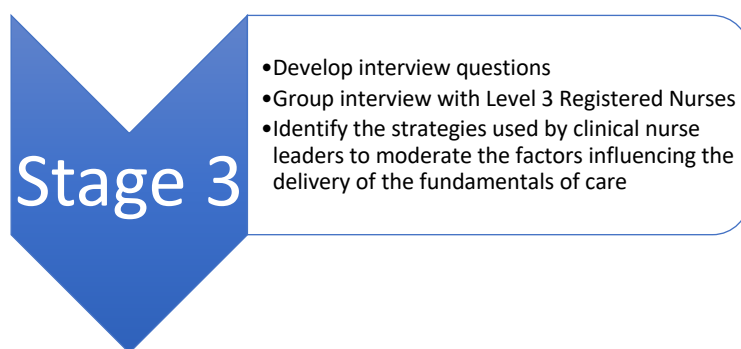 Stage 3
•Develop interview questions
•Group interview with Level 3 Registered Nurses
•Identify the strategies used by clinical nurse
leaders to moderate the factors influencing the
delivery of the fundamentals of care